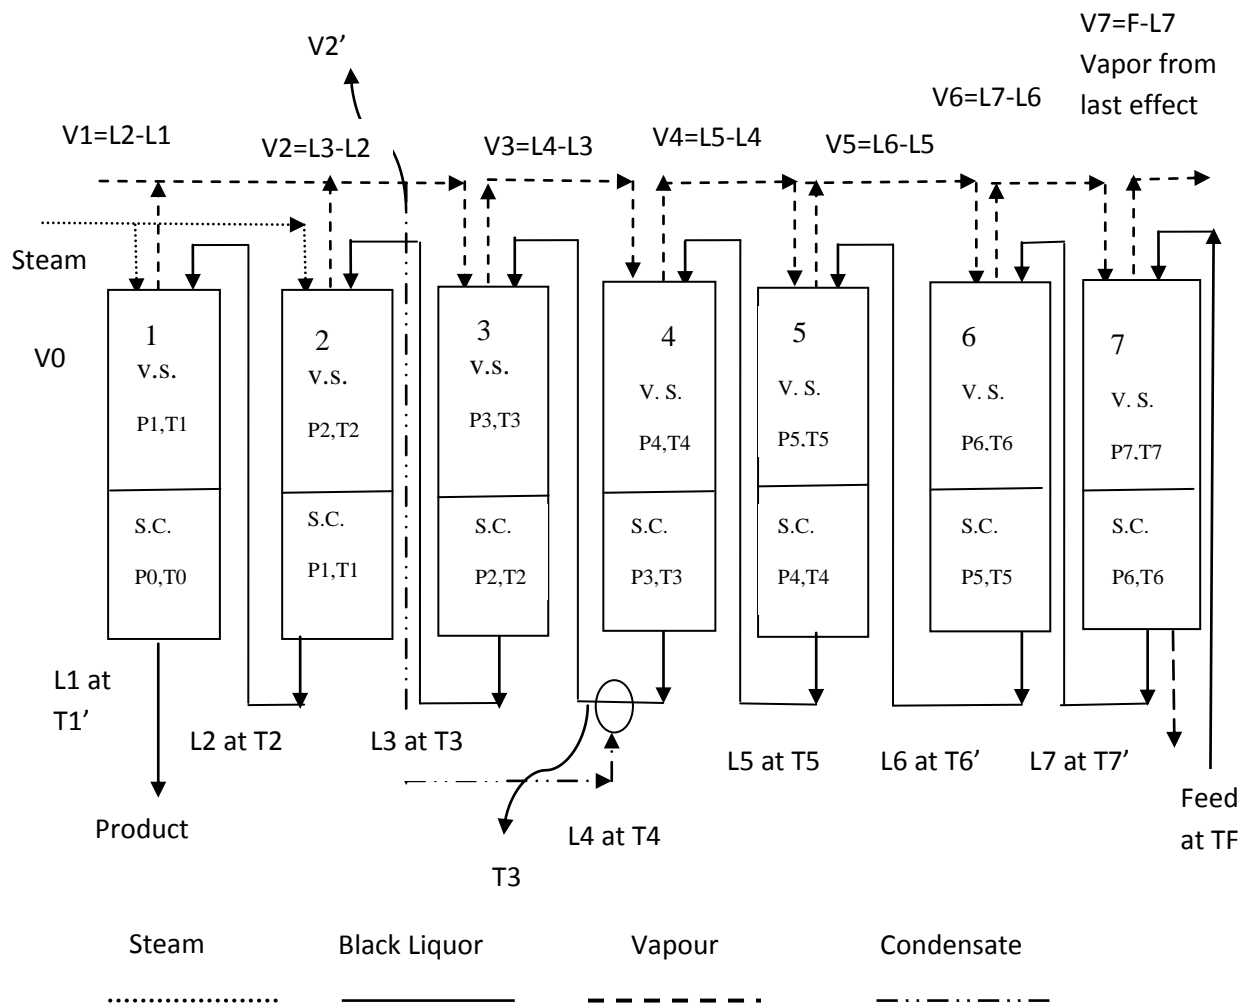 V7=F-L7
Vapor from
last effect
V2’
V6=L7-L6
V1=L2-L1
V2=L3-L2
V3=L4-L3
V4=L5-L4
V5=L6-L5
Steam
V0
1
v.s.
P1,T1
S.C.
P0,T0
2
v.s.
P2,T2
S.C.
P1,T1
3
v.s.
P3,T3
S.C.
P2,T2
4
V. S.
P4,T4
S.C.
P3,T3
5
V. S.
P5,T5
S.C.
P4,T4
6
V. S.
P6,T6
S.C.
P5,T5
7
V. S.
P7,T7
S.C.
P6,T6
L1 at
T1’
L2 at T2
L3 at T3
L5 at T5
L6 at T6’
L7 at T7’
Product
L4 at T4
Feed
at TF
T3
Steam
Black Liquor
Vapour
Condensate